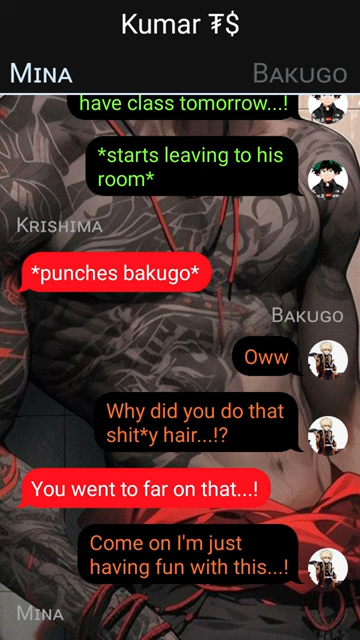 Kumar ₮$
Mina
Bakugo
have class tomorrow...!
*starts leaving to his
room*
Krishima
*punches bakugo*
Bakugo
Oww
Why did you do that
shit*y hair...!?
You went to far on that...!
Come on I'm just
having fun with this...!
Mina